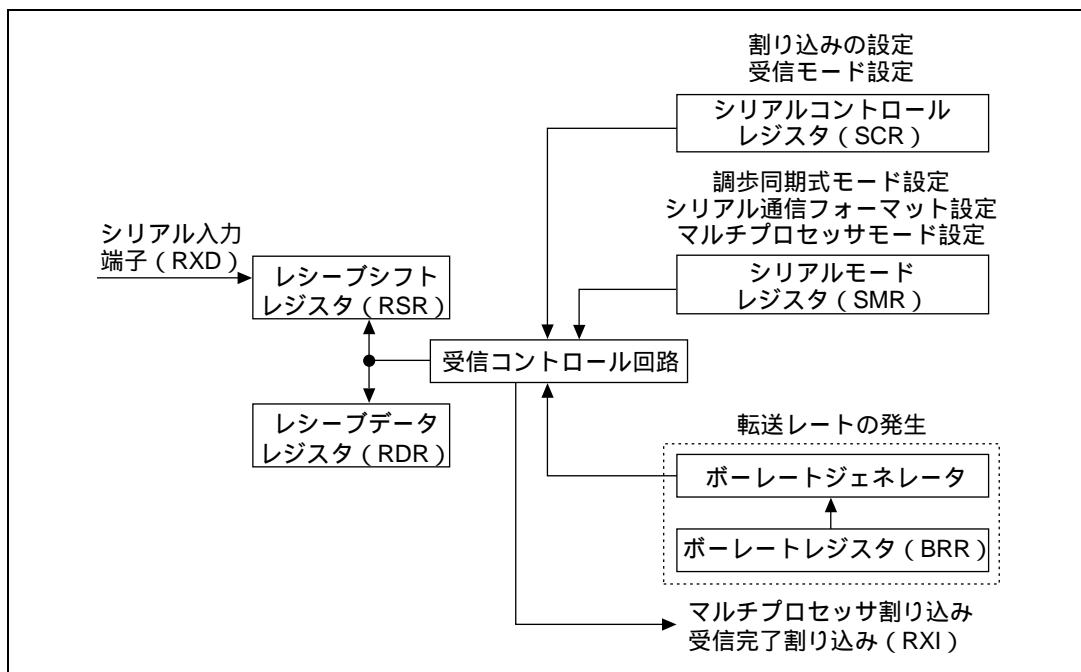 割り込みの設定
受信モード設定
シリアルコントロール
レジスタ(SCR)
調歩同期式モード設定
シリアル通信フォーマット設定
マルチプロセッサモード設定
シリアルモード
レジスタ(SMR)
シリアル入力
端子(RXD)
レシーブシフト
レジスタ(RSR)
受信コントロール回路
レシーブデータ
レジスタ(RDR)
転送レートの発生
ボーレートジェネレータ
ボーレートレジスタ(BRR)
マルチプロセッサ割り込み
受信完了割り込み(RXI)